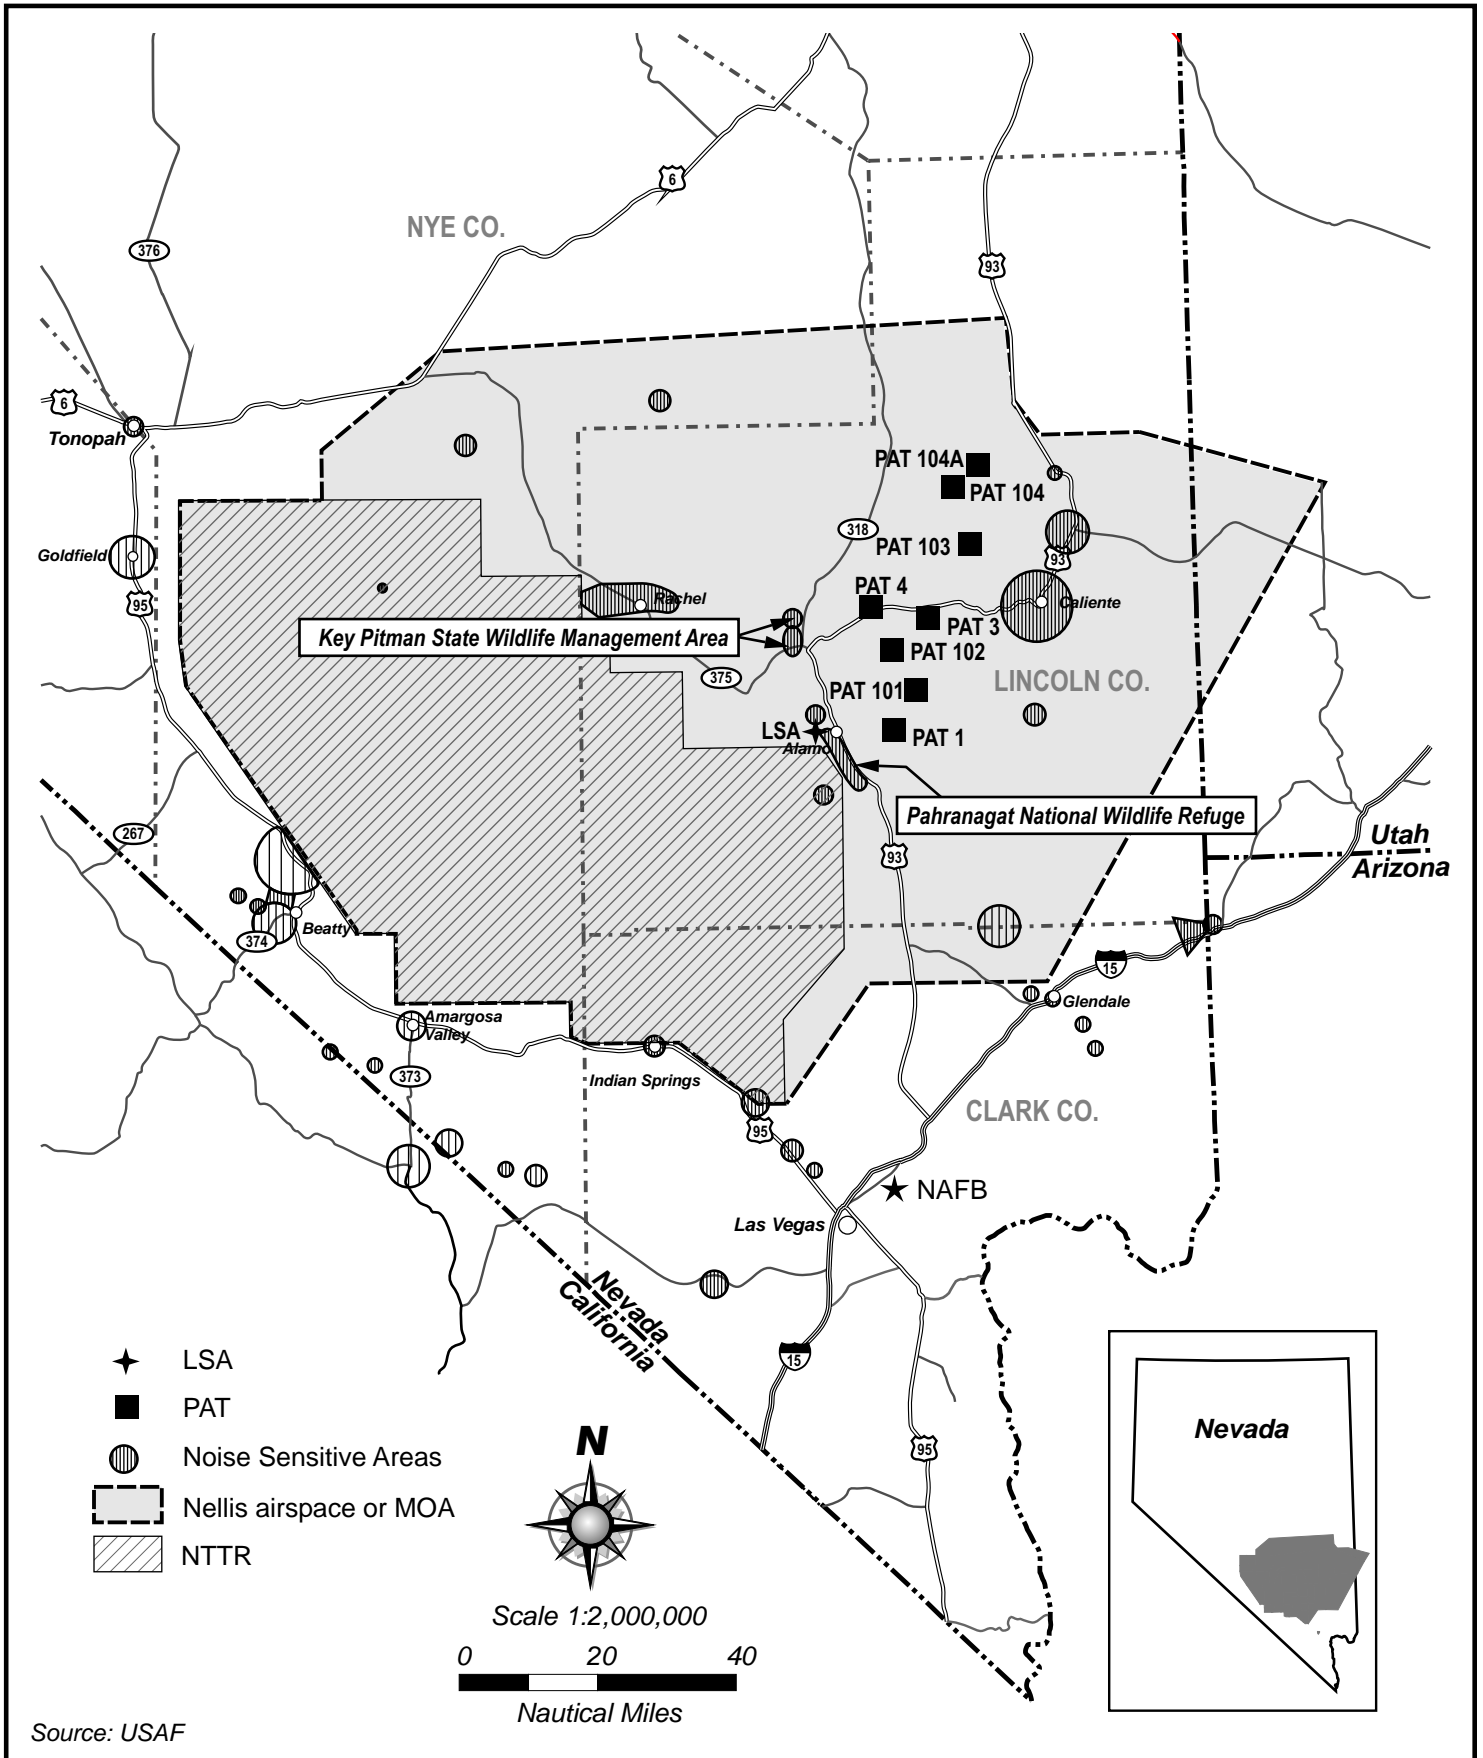 6
NYE CO.
376
93
6
Tonopah
PAT 104A
PAT 104
318
PAT 103
93
Goldfield
95
PAT 4
Rachel
Caliente
Key Pitman State Wildlife Management Area
PAT 3
PAT 102
375
LINCOLN CO.
PAT 101
LSA
Alamo
PAT 1
Pahranagat National Wildlife Refuge
267
93
Utah
Arizona
Beatty
374
15
Glendale
Amargosa
Valley
373
Indian Springs
CLARK CO.
95
NAFB
Las Vegas
Nevada
California
15
95
LSA
PAT
Noise Sensitive Areas
Nellis airspace or MOA
NTTR
N
Scale 1:2,000,000
0 20 40
Nautical Miles
Nevada
Source: USAF